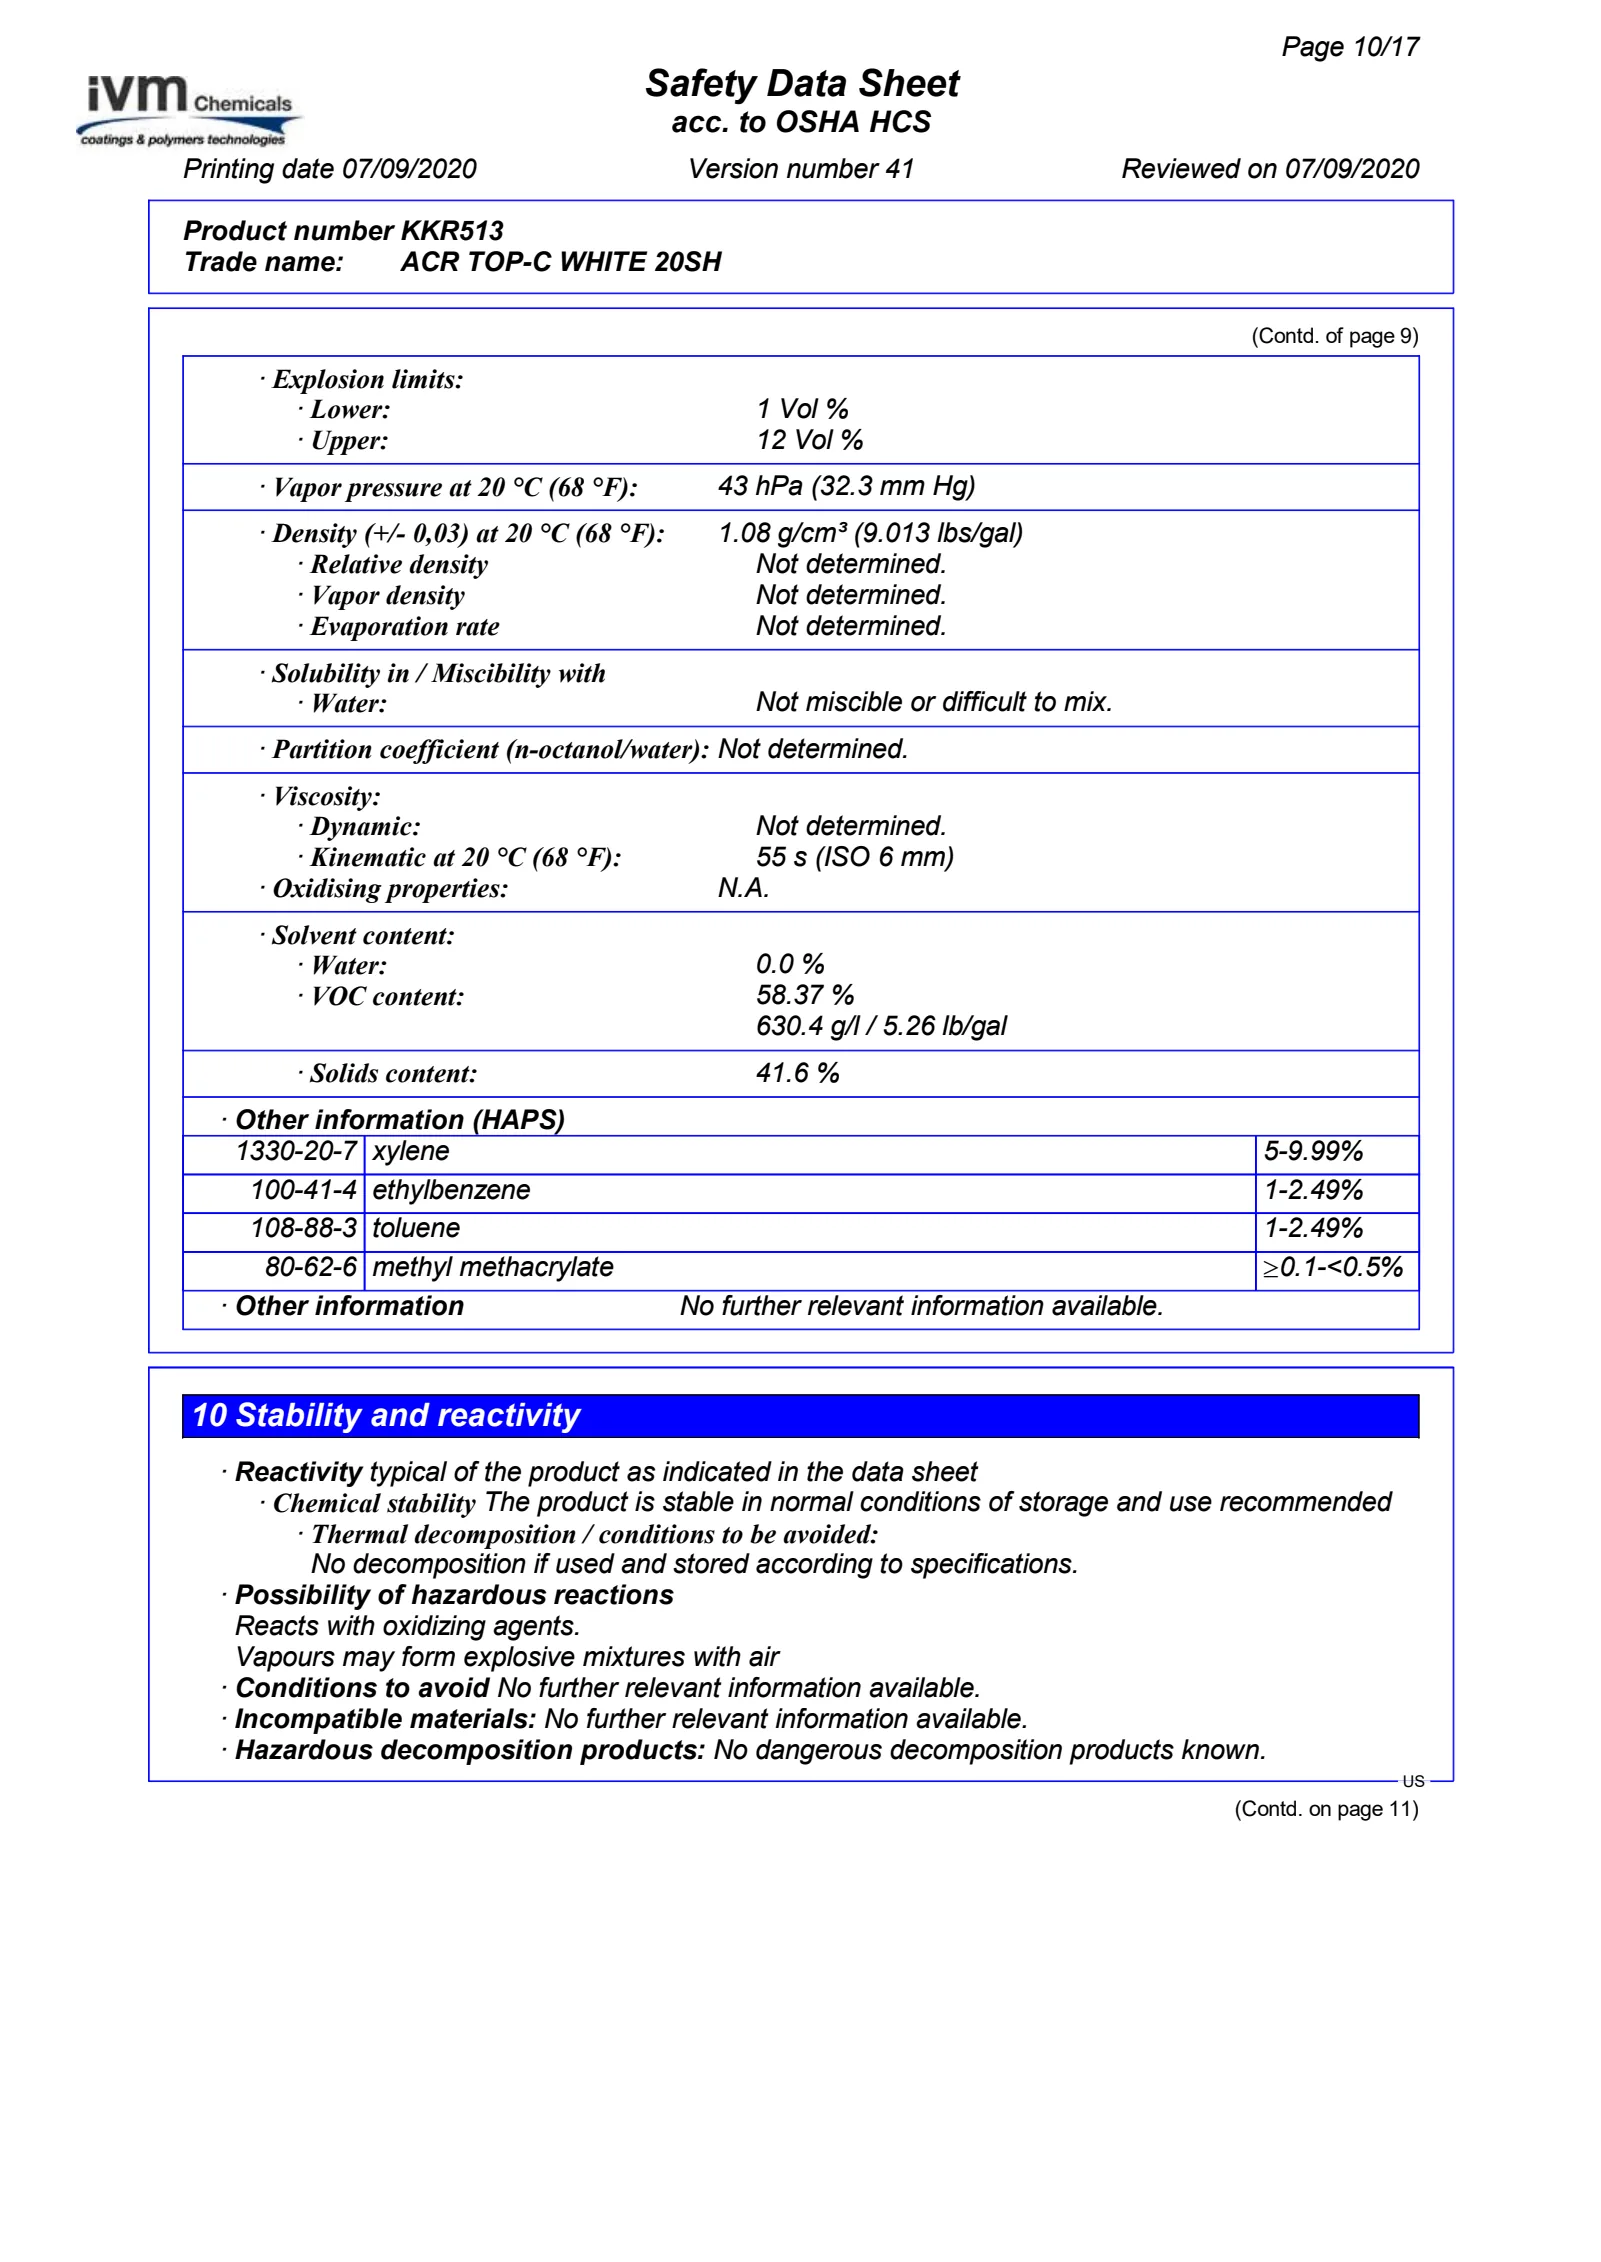 Page 10/17
ivm Chemicals
coatings & polymers technologies
Safety Data Sheet
acc. to OSHA HCS
Printing date 07/09/2020 Version number 41 Reviewed on 07/09/2020
Product number KKR513
Trade name: ACR TOP-C WHITE 20SH
(Contd. of page 9)
· Explosion limits:
· Lower: 1 Vol %
· Upper: 12 Vol %
· Vapor pressure at 20 °C (68 °F): 43 hPa (32.3 mm Hg)
· Density (+/- 0,03) at 20 °C (68 °F): 1.08 g/cm³ (9.013 lbs/gal)
· Relative density Not determined.
· Vapor density Not determined.
· Evaporation rate Not determined.
· Solubility in / Miscibility with
· Water: Not miscible or difficult to mix.
· Partition coefficient (n-octanol/water): Not determined.
· Viscosity:
· Dynamic: Not determined.
· Kinematic at 20 °C (68 °F): 55 s (ISO 6 mm)
· Oxidising properties: N.A.
· Solvent content:
· Water: 0.0 %
· VOC content: 58.37 %
630.4 g/l / 5.26 lb/gal
· Solids content: 41.6 %
· Other information (HAPS)
1330-20-7 xylene 5-9.99%
100-41-4 ethylbenzene 1-2.49%
108-88-3 toluene 1-2.49%
80-62-6 methyl methacrylate ≥0.1-<0.5%
· Other information No further relevant information available.
10 Stability and reactivity
· Reactivity typical of the product as indicated in the data sheet
· Chemical stability The product is stable in normal conditions of storage and use recommended
· Thermal decomposition / conditions to be avoided:
No decomposition if used and stored according to specifications.
· Possibility of hazardous reactions
Reacts with oxidizing agents.
Vapours may form explosive mixtures with air
· Conditions to avoid No further relevant information available.
· Incompatible materials: No further relevant information available.
· Hazardous decomposition products: No dangerous decomposition products known.
US
(Contd. on page 11)